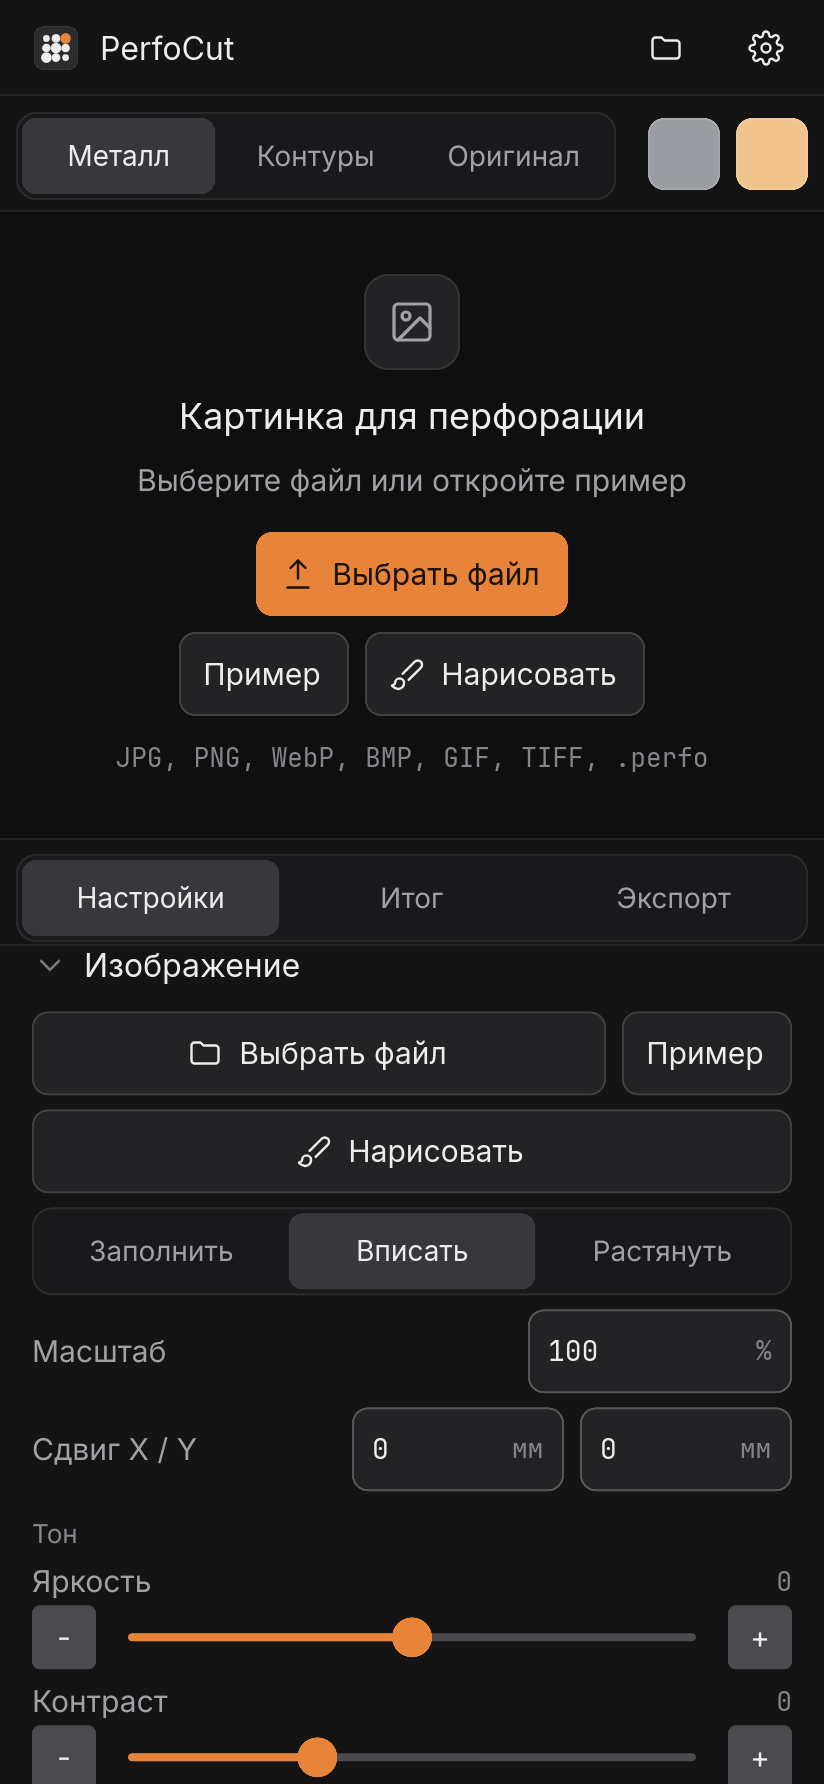 PerfoCut
Металл Контуры Оригинал
Картинка для перфорации
Выберите файл или откройте пример
Выбрать файл
Пример Нарисовать
JPG, PNG, WebP, BMP, GIF, TIFF, .perfo
Настройки Итог Экспорт
Изображение
Выбрать файл Пример
Нарисовать
Заполнить Вписать Растянуть
Масштаб 100 %
Сдвиг X / Y 0 мм 0 мм
Тон
Яркость 0
- +
Контраст 0
- +